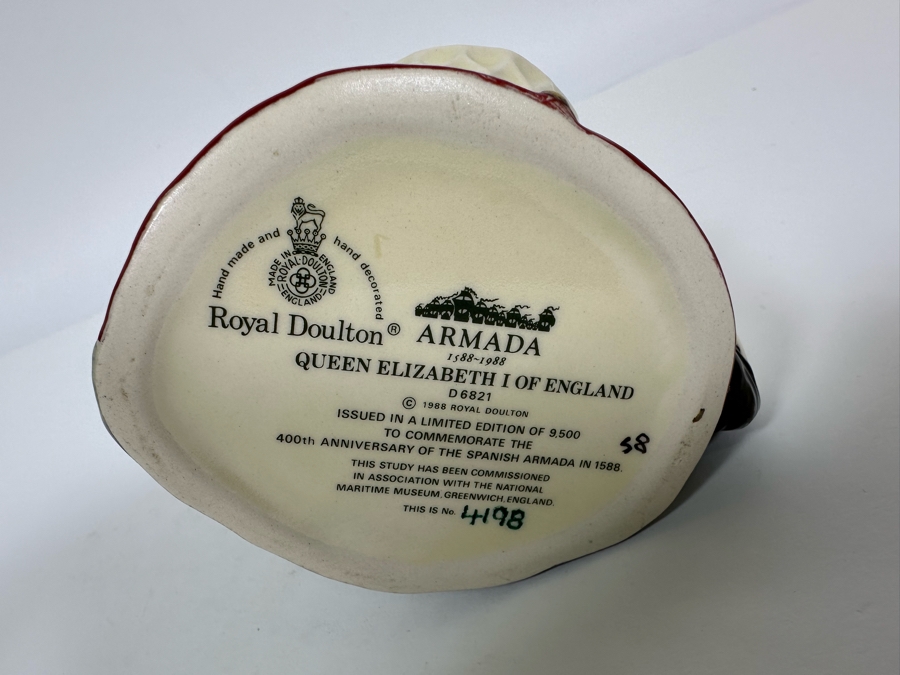 Hand made and hand decorated
MADE IN ENGLAND
ROYAL·DOULTON
ENGLAND
Royal Doulton®
ARMADA
1588-1988
QUEEN ELIZABETH I OF ENGLAND
D6821
© 1988 ROYAL DOULTON
ISSUED IN A LIMITED EDITION OF 9,500
TO COMMEMORATE THE
400th ANNIVERSARY OF THE SPANISH ARMADA IN 1588.
THIS STUDY HAS BEEN COMMISSIONED
IN ASSOCIATION WITH THE NATIONAL
MARITIME MUSEUM, GREENWICH, ENGLAND.
THIS IS No. 4198